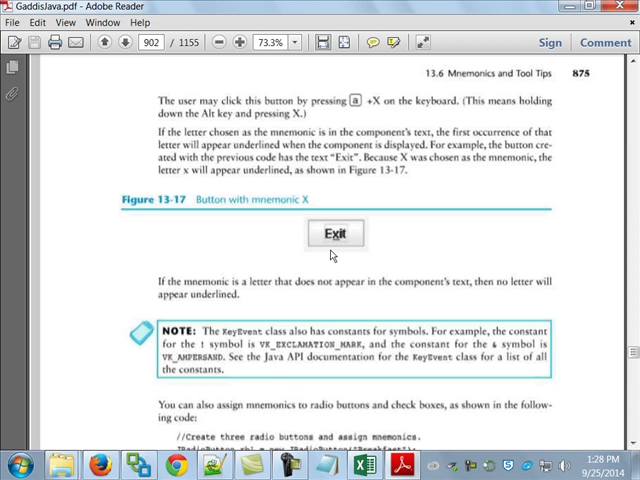 GaddisJava.pdf - Adobe Reader
File Edit View Window Help
902 / 1155 73.3% Sign Comment
13.6 Mnemonics and Tool Tips 875
The user may click this button by pressing a +X on the keyboard. (This means holding
down the Alt key and pressing X.)
If the letter chosen as the mnemonic is in the component's text, the first occurrence of that
letter will appear underlined when the component is displayed. For example, the button cre-
ated with the previous code has the text "Exit". Because X was chosen as the mnemonic, the
letter x will appear underlined, as shown in Figure 13-17.
Figure 13-17 Button with mnemonic X
Exit
If the mnemonic is a letter that does not appear in the component's text, then no letter will
appear underlined.
NOTE: The KeyEvent class also has constants for symbols. For example, the constant
for the ! symbol is VK_EXCLAMATION_MARK, and the constant for the & symbol is
VK_AMPERSAND. See the Java API documentation for the KeyEvent class for a list of all
the constants.
You can also assign mnemonics to radio buttons and check boxes, as shown in the follow-
ing code:
//Create three radio buttons and assign mnemonics.
JRadioButton rb1 = new JRadioButton("Breakfast");
1:28 PM
9/25/2014